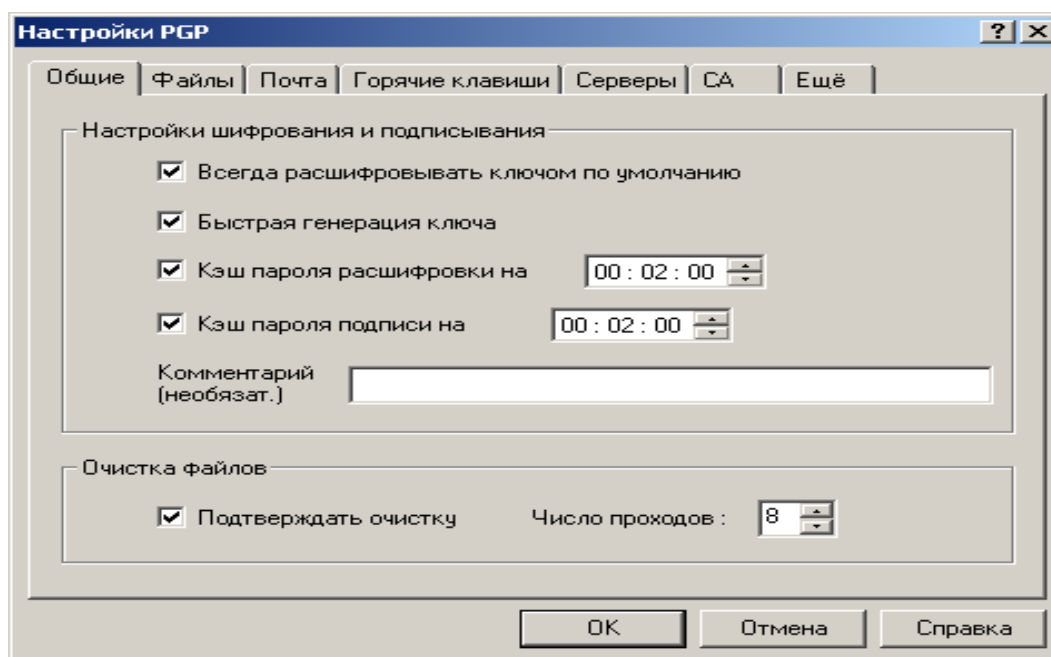 Настройки PGP
Общие Файлы Почта Горячие клавиши Серверы CA Ещё
Настройки шифрования и подписывания
Всегда расшифровывать ключом по умолчанию
Быстрая генерация ключа
Кэш пароля расшифровки на 00 : 02 : 00
Кэш пароля подписи на 00 : 02 : 00
Комментарий
(необязат.)
Очистка файлов
Подтверждать очистку Число проходов : 8
OK Отмена Справка